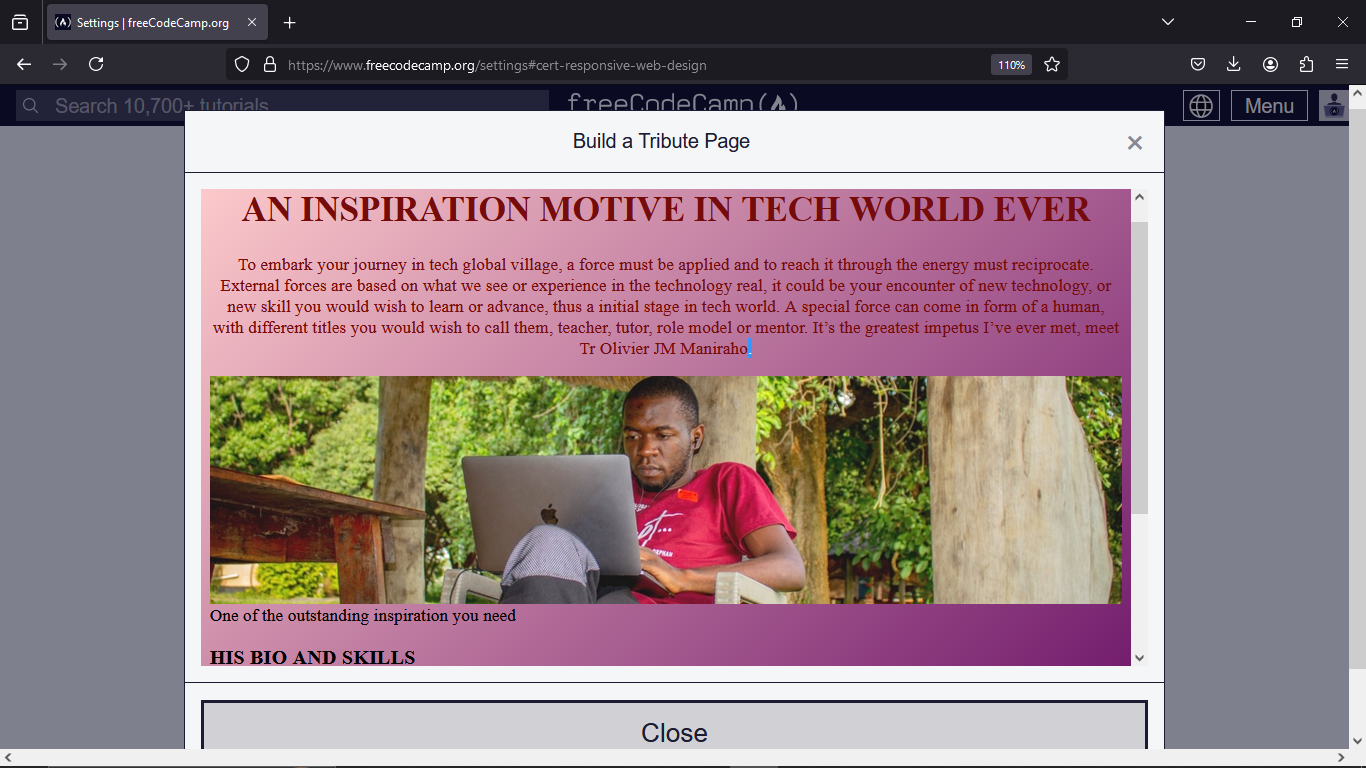 Settings | freeCodeCamp.org
https://www.freecodecamp.org/settings#cert-responsive-web-design
110%
Search 10,700+ tutorials
freeCodeCamp
Menu
Build a Tribute Page
AN INSPIRATION MOTIVE IN TECH WORLD EVER
To embark your journey in tech global village, a force must be applied and to reach it through the energy must reciprocate.
External forces are based on what we see or experience in the technology real, it could be your encounter of new technology, or
new skill you would wish to learn or advance, thus a initial stage in tech world. A special force can come in form of a human,
with different titles you would wish to call them, teacher, tutor, role model or mentor. It’s the greatest impetus I’ve ever met, meet
Tr Olivier JM Maniraho.
One of the outstanding inspiration you need
HIS BIO AND SKILLS
Close